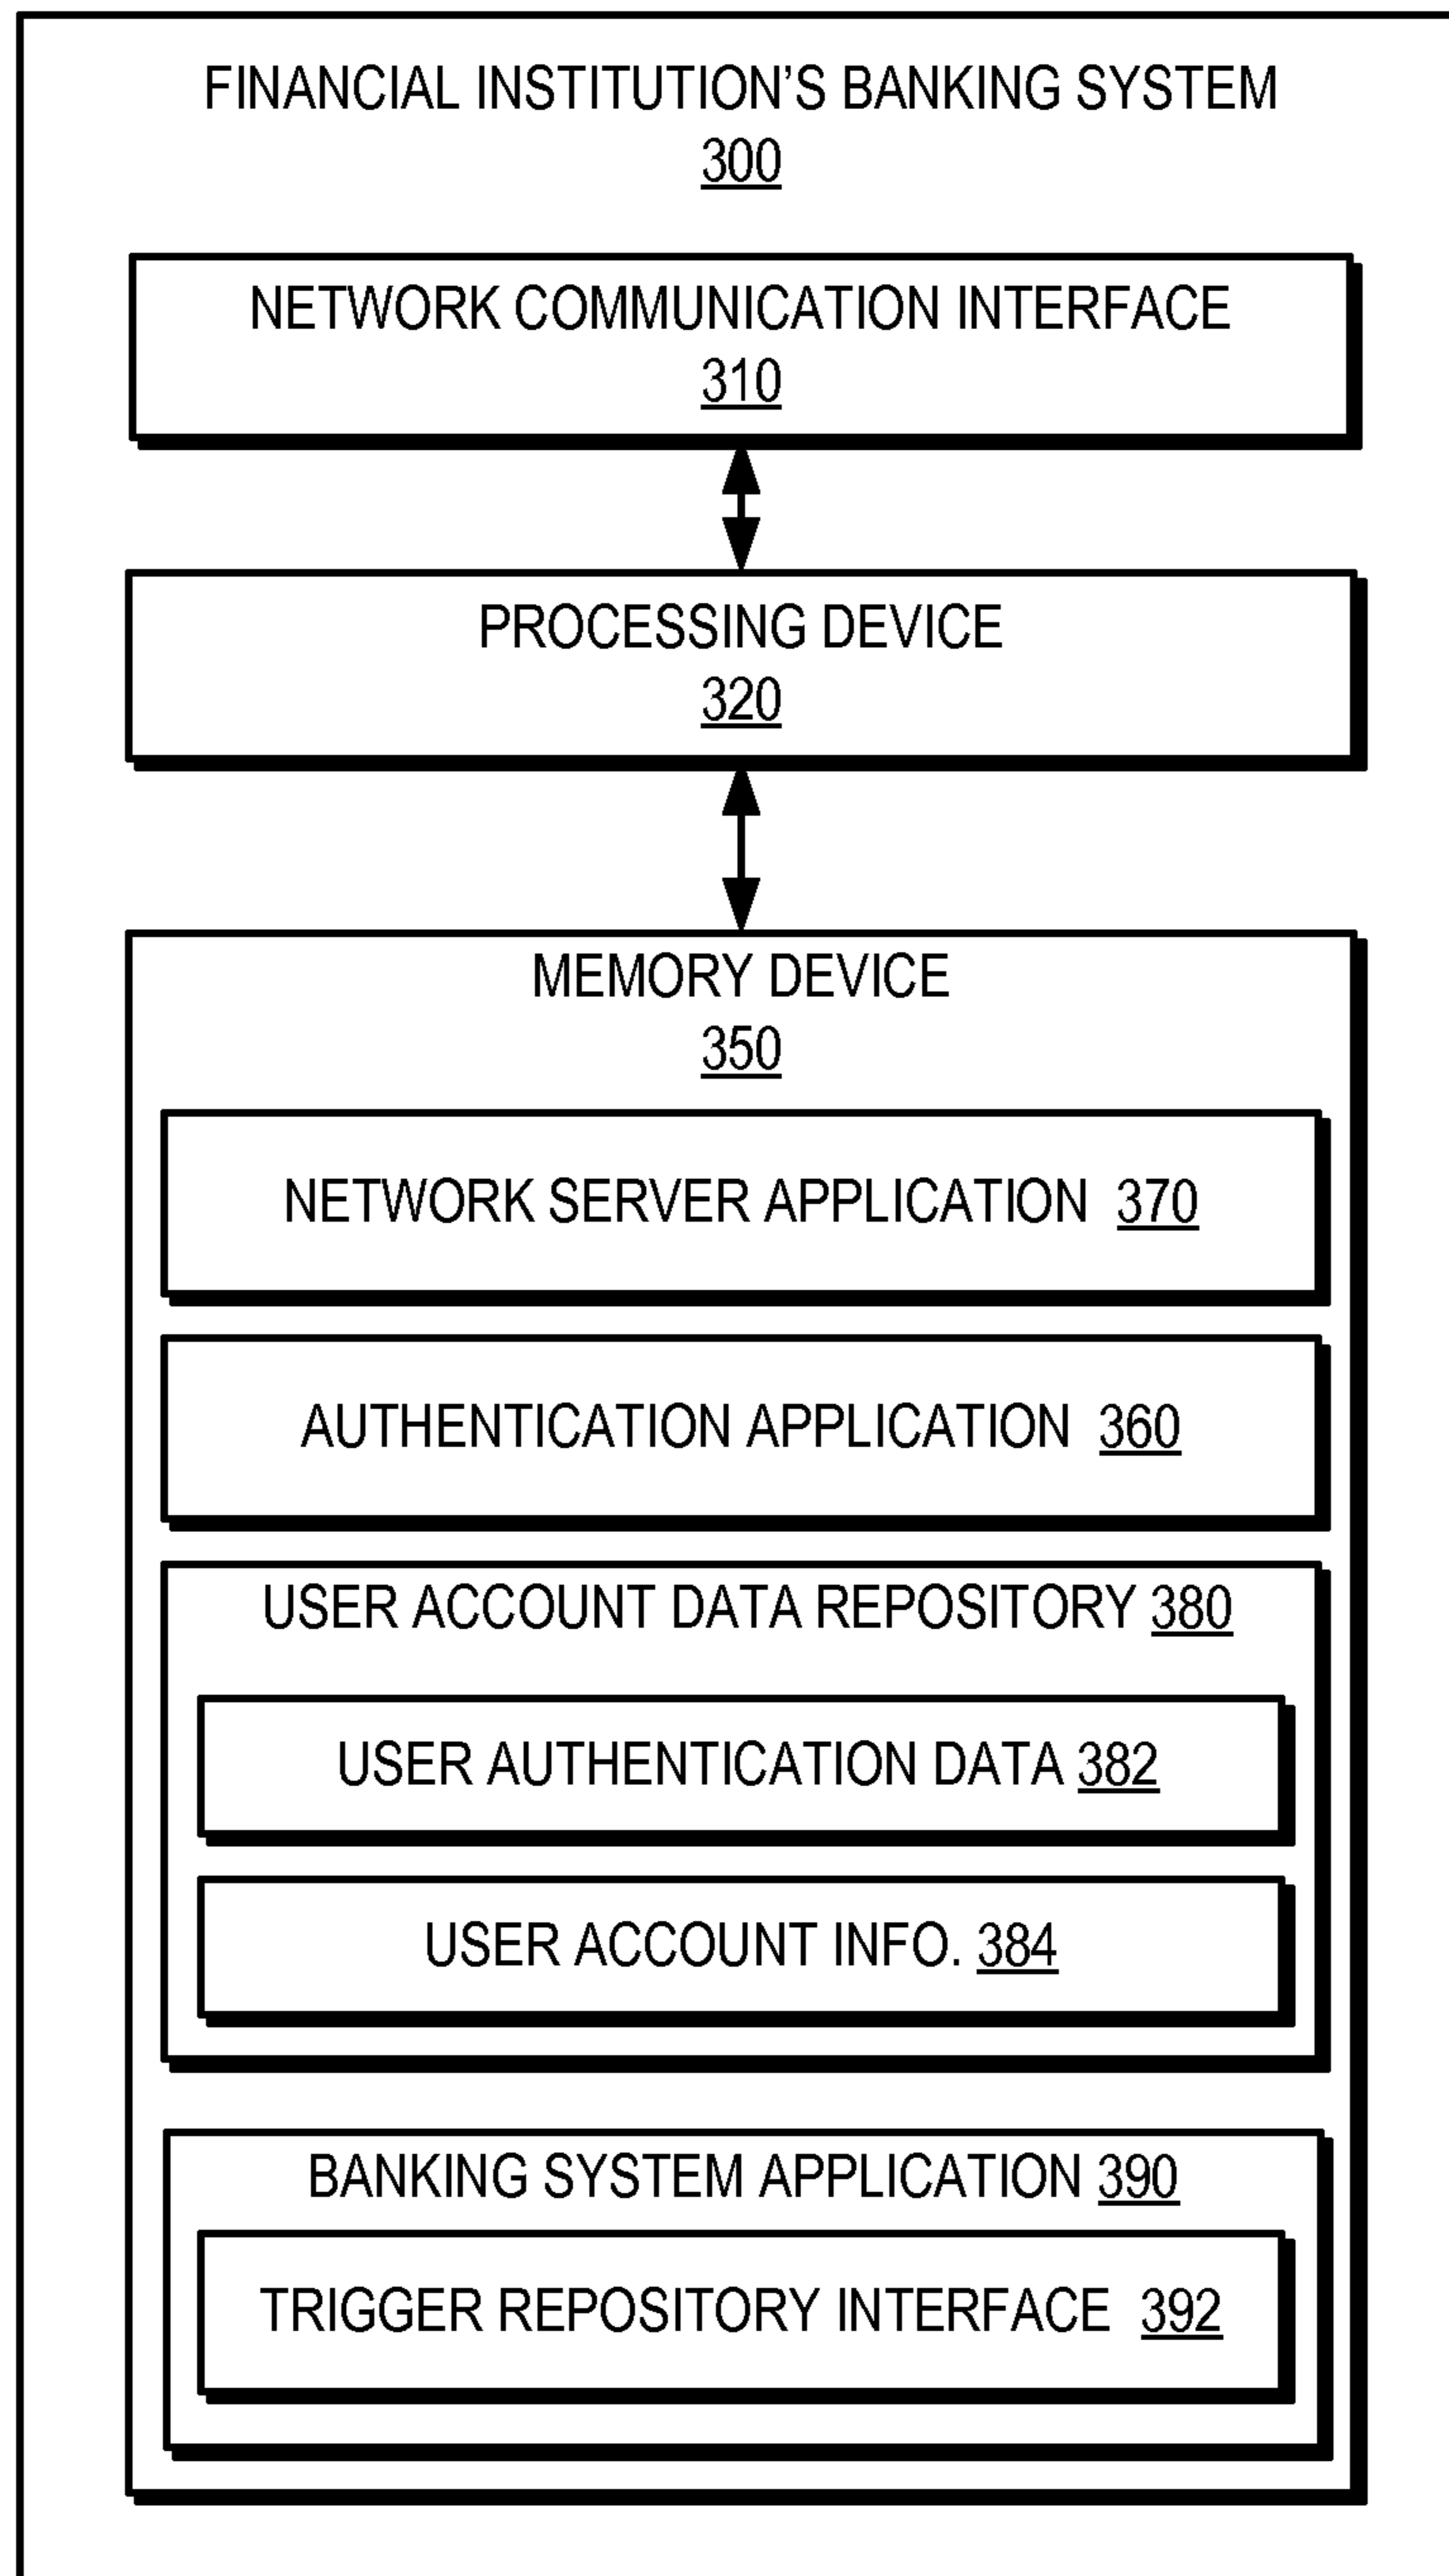 FINANCIAL INSTITUTION’S BANKING SYSTEM
300
NETWORK COMMUNICATION INTERFACE
310
PROCESSING DEVICE
320
MEMORY DEVICE
350
NETWORK SERVER APPLICATION 370
AUTHENTICATION APPLICATION 360
USER ACCOUNT DATA REPOSITORY 380
USER AUTHENTICATION DATA 382
USER ACCOUNT INFO. 384
BANKING SYSTEM APPLICATION 390
TRIGGER REPOSITORY INTERFACE 392